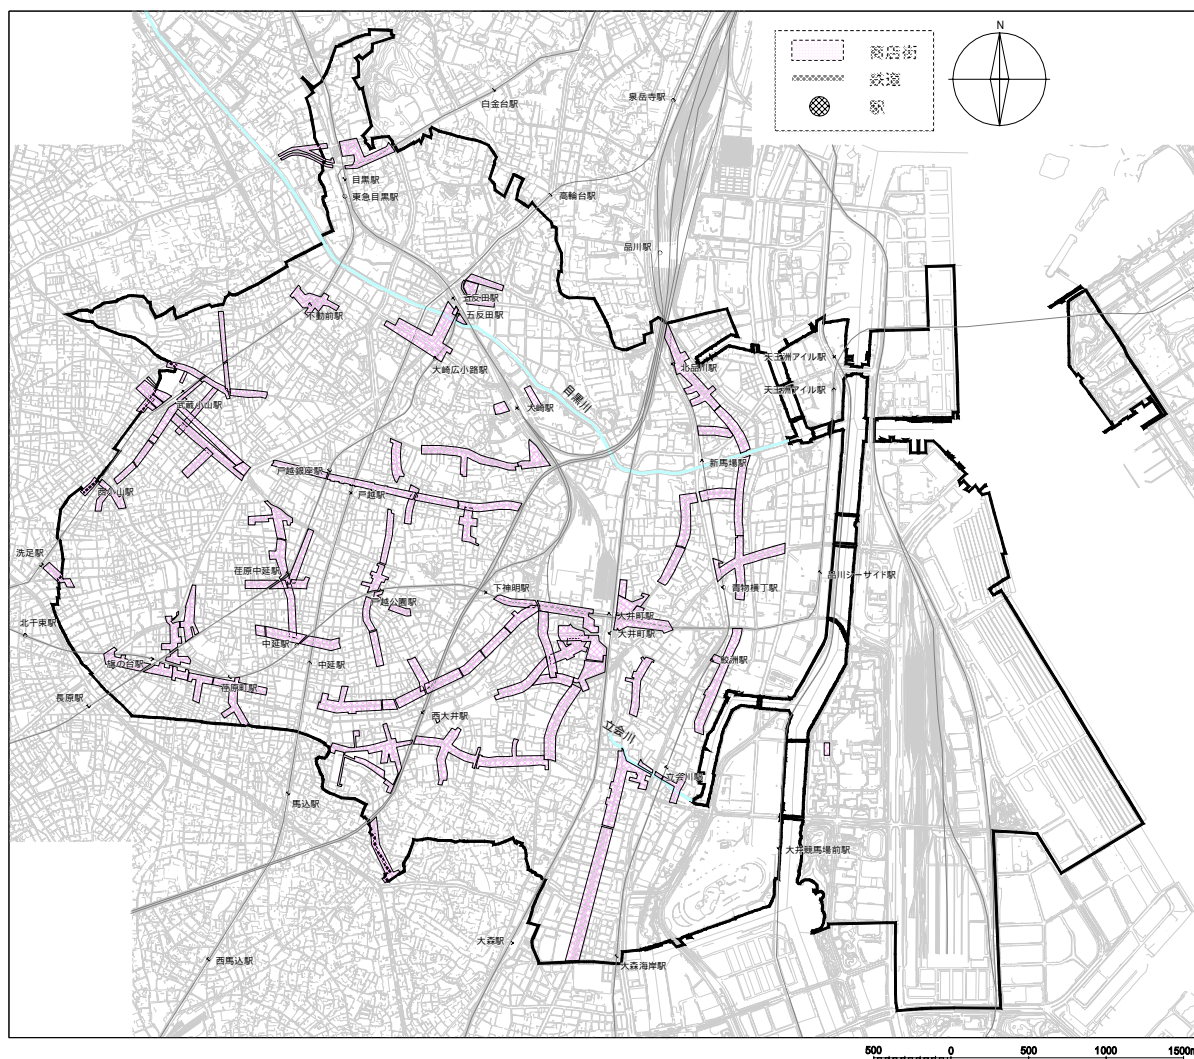 N
商店街
鉄道
駅
白金台駅
泉岳寺駅
目黒駅
東急目黒駅
高輪台駅
品川駅
五反田駅
五反田駅
不動前駅
大崎広小路駅
北品川駅
天王洲アイル駅
天王洲アイル駅
目黒川
大崎駅
武蔵小山駅
戸越銀座駅
新馬場駅
戸越駅
西小山駅
洗足駅
荏原中延駅
品川シーサイド駅
下神明駅
青物横丁駅
戸越公園駅
大井町駅
北千束駅
大井町駅
中延駅
旗の台駅
中延駅
鮫洲駅
荏原町駅
長原駅
西大井駅
立会川
立会川駅
馬込駅
大井競馬場前駅
大森駅
西馬込駅
大森海岸駅
500 0 500 1000 1500m